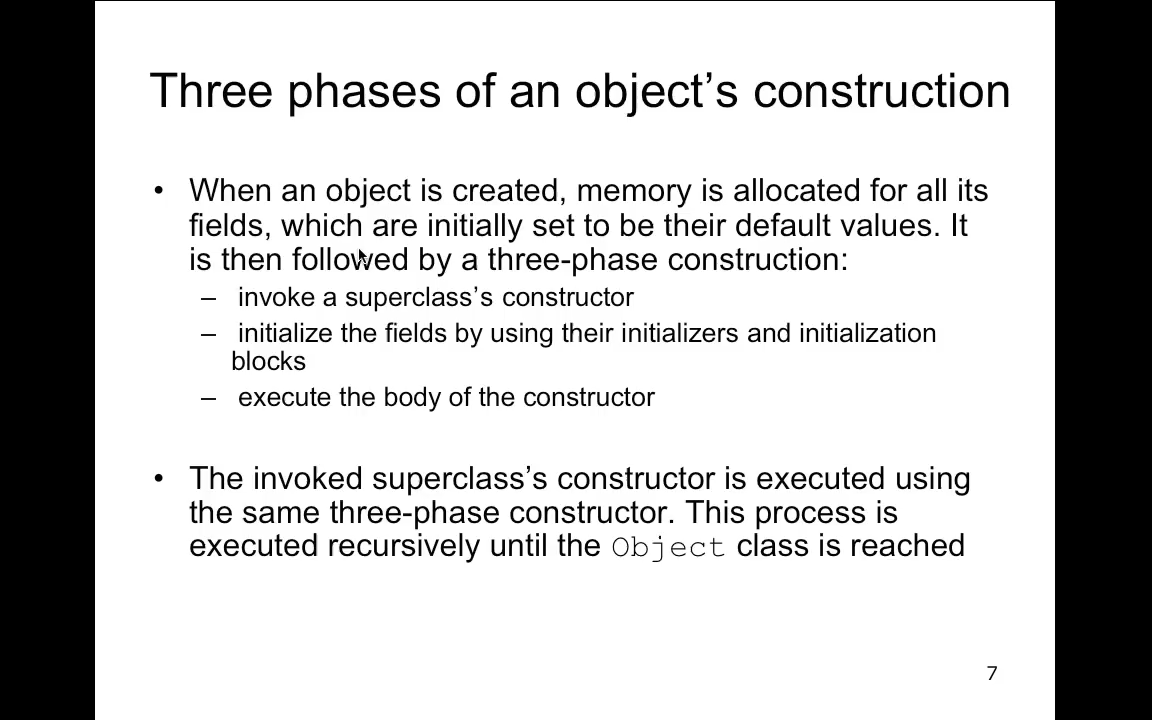 Three phases of an object’s construction
• When an object is created, memory is allocated for all its
fields, which are initially set to be their default values. It
is then followed by a three-phase construction:
– invoke a superclass’s constructor
– initialize the fields by using their initializers and initialization
blocks
– execute the body of the constructor
• The invoked superclass’s constructor is executed using
the same three-phase constructor. This process is
executed recursively until the Object class is reached
7